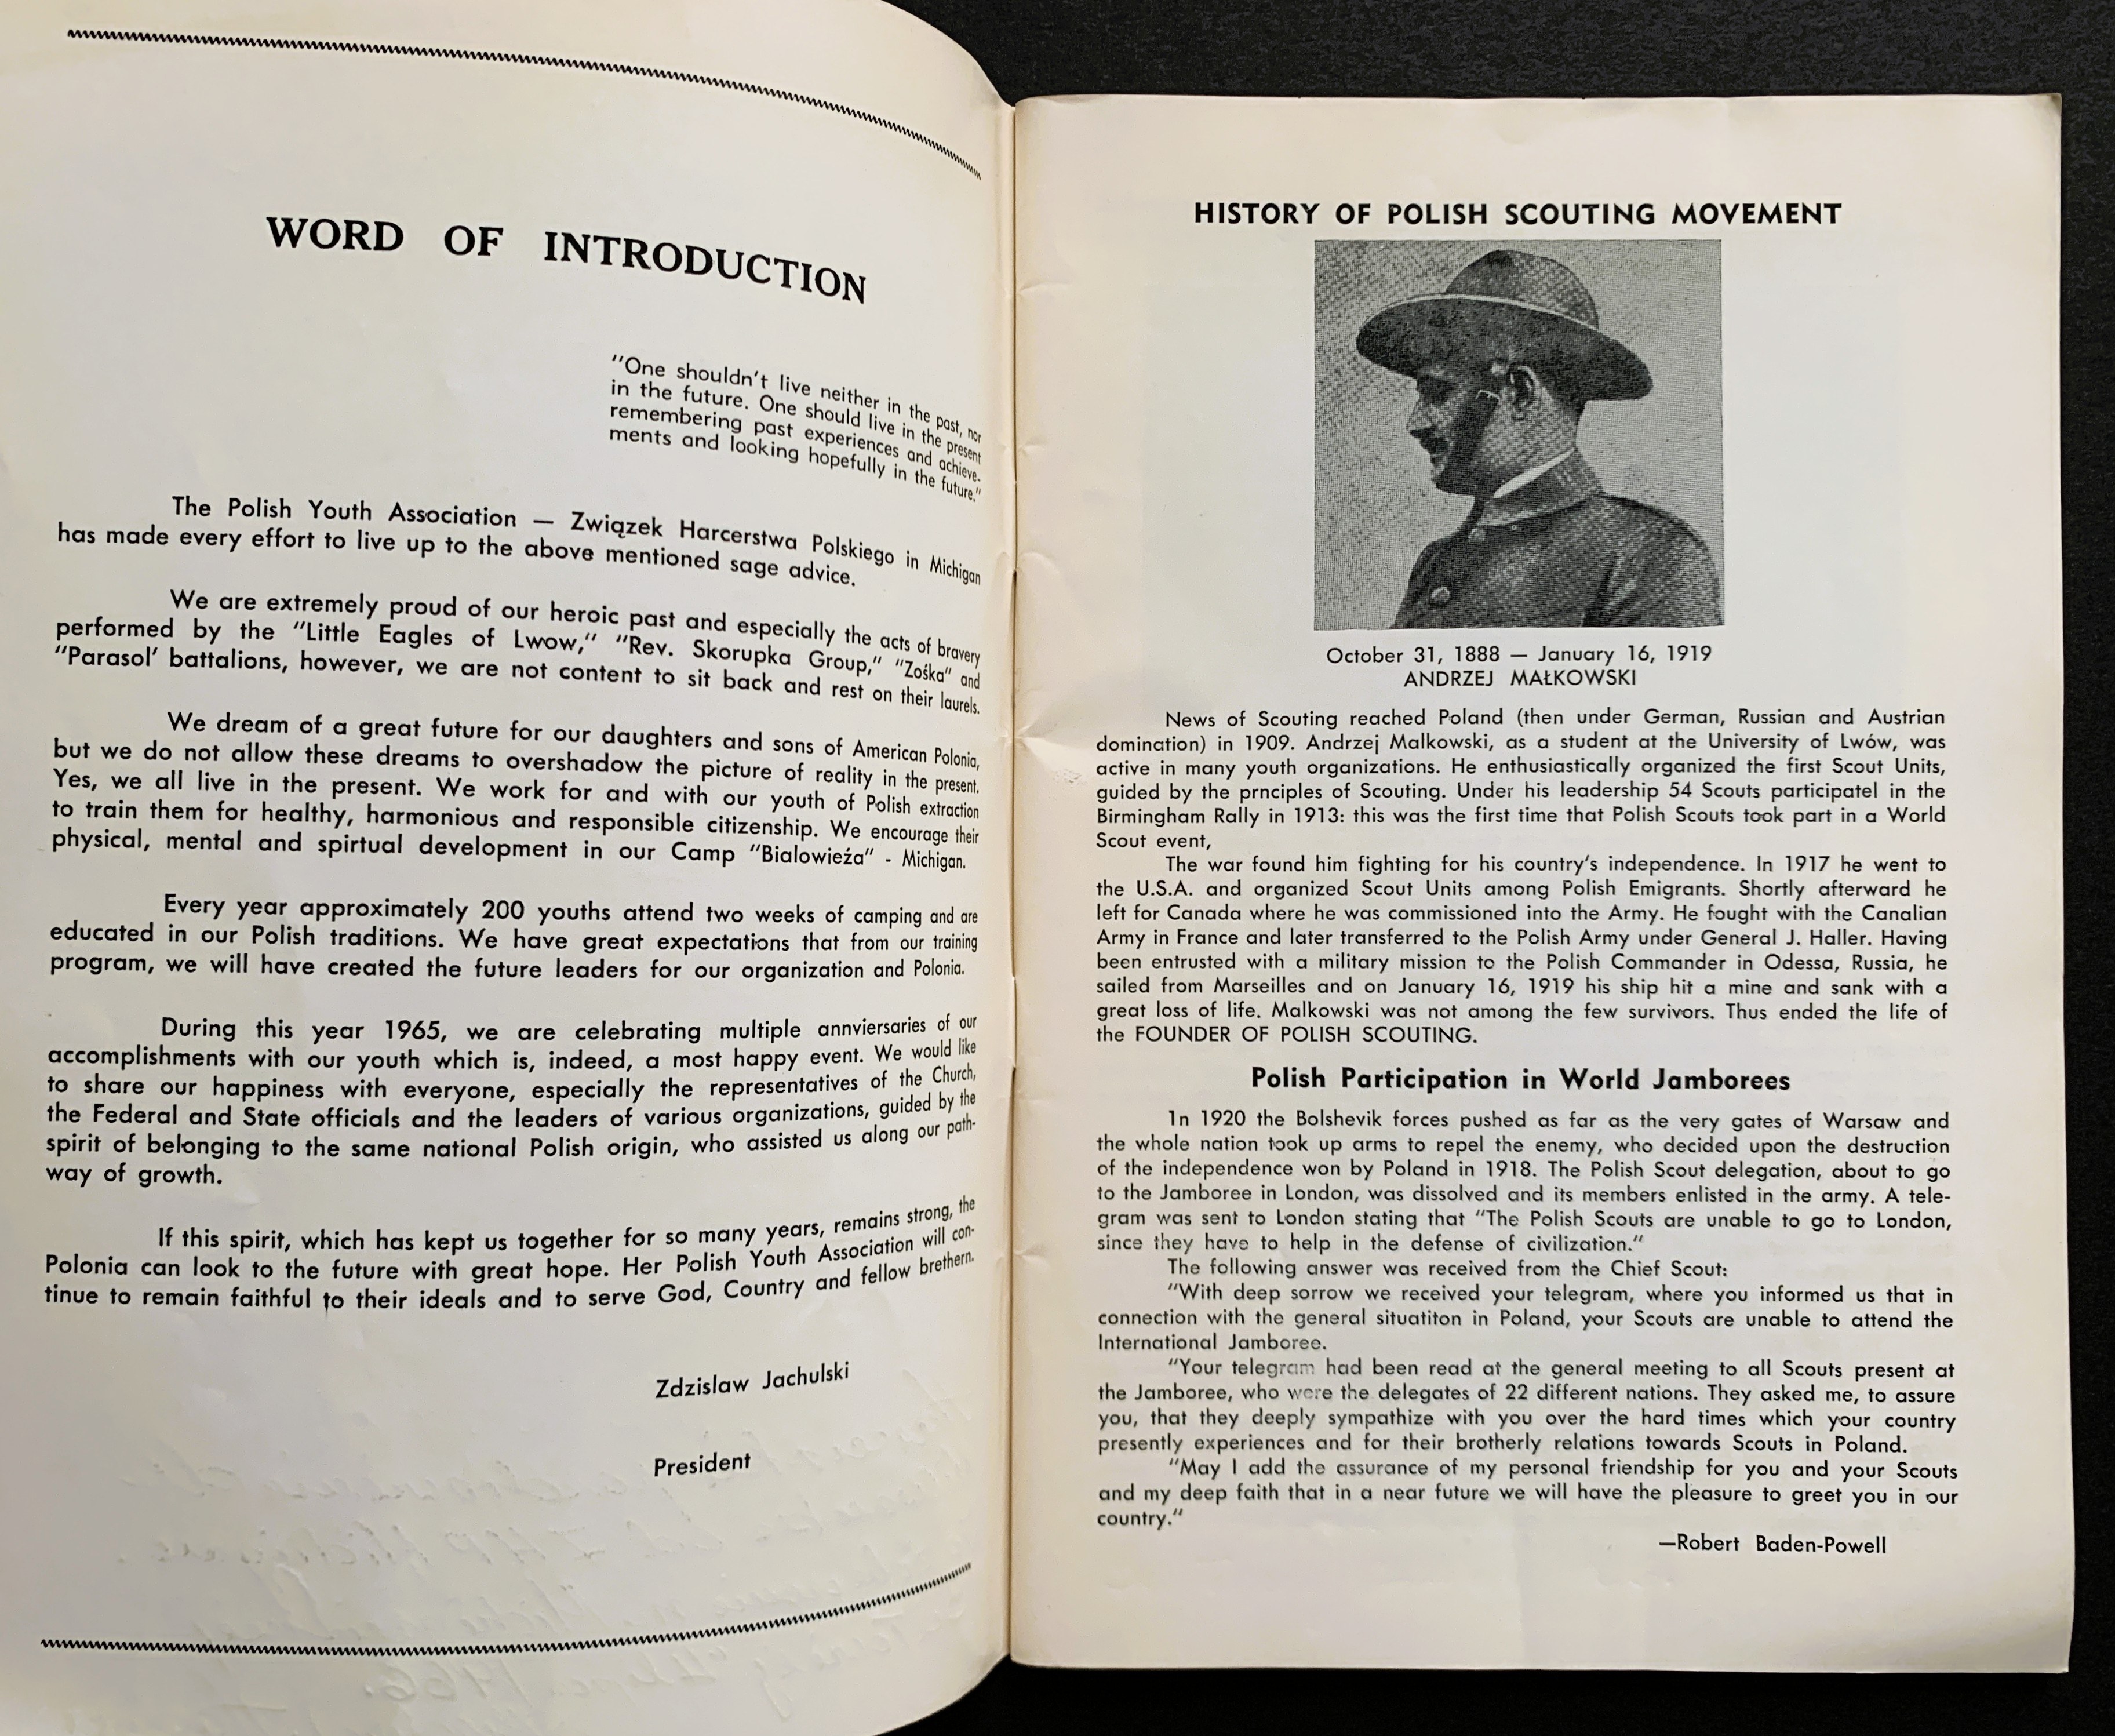 WORD OF INTRODUCTION
"One shouldn't live neither in the past, nor
in the future. One should live in the present
remembering past experiences and achieve-
ments and looking hopefully in the future."
The Polish Youth Association — Związek Harcerstwa Polskiego in Michigan
has made every effort to live up to the above mentioned sage advice.
We are extremely proud of our heroic past and especially the acts of bravery
performed by the "Little Eagles of Lwow," "Rev. Skorupka Group," "Zośka" and
"Parasol' battalions, however, we are not content to sit back and rest on their laurels.
We dream of a great future for our daughters and sons of American Polonia,
but we do not allow these dreams to overshadow the picture of reality in the present.
Yes, we all live in the present. We work for and with our youth of Polish extraction
to train them for healthy, harmonious and responsible citizenship. We encourage their
physical, mental and spirtual development in our Camp "Bialowieźa" - Michigan.
Every year approximately 200 youths attend two weeks of camping and are
educated in our Polish traditions. We have great expectations that from our training
program, we will have created the future leaders for our organization and Polonia.
During this year 1965, we are celebrating multiple annviersaries of our
accomplishments with our youth which is, indeed, a most happy event. We would like
to share our happiness with everyone, especially the representatives of the Church,
the Federal and State officials and the leaders of various organizations, guided by the
spirit of belonging to the same national Polish origin, who assisted us along our path-
way of growth.
If this spirit, which has kept us together for so many years, remains strong, the
Polonia can look to the future with great hope. Her Polish Youth Association will con-
tinue to remain faithful to their ideals and to serve God, Country and fellow brethern.
Zdzislaw Jachulski
President
HISTORY OF POLISH SCOUTING MOVEMENT
October 31, 1888 — January 16, 1919
ANDRZEJ MAŁKOWSKI
News of Scouting reached Poland (then under German, Russian and Austrian
domination) in 1909. Andrzej Malkowski, as a student at the University of Lwów, was
active in many youth organizations. He enthusiastically organized the first Scout Units,
guided by the prnciples of Scouting. Under his leadership 54 Scouts participatel in the
Birmingham Rally in 1913: this was the first time that Polish Scouts took part in a World
Scout event,
The war found him fighting for his country's independence. In 1917 he went to
the U.S.A. and organized Scout Units among Polish Emigrants. Shortly afterward he
left for Canada where he was commissioned into the Army. He fought with the Canalian
Army in France and later transferred to the Polish Army under General J. Haller. Having
been entrusted with a military mission to the Polish Commander in Odessa, Russia, he
sailed from Marseilles and on January 16, 1919 his ship hit a mine and sank with a
great loss of life. Malkowski was not among the few survivors. Thus ended the life of
the FOUNDER OF POLISH SCOUTING.
Polish Participation in World Jamborees
In 1920 the Bolshevik forces pushed as far as the very gates of Warsaw and
the whole nation took up arms to repel the enemy, who decided upon the destruction
of the independence won by Poland in 1918. The Polish Scout delegation, about to go
to the Jamboree in London, was dissolved and its members enlisted in the army. A tele-
gram was sent to London stating that "The Polish Scouts are unable to go to London,
since they have to help in the defense of civilization."
The following answer was received from the Chief Scout:
"With deep sorrow we received your telegram, where you informed us that in
connection with the general situatiton in Poland, your Scouts are unable to attend the
International Jamboree.
"Your telegram had been read at the general meeting to all Scouts present at
the Jamboree, who were the delegates of 22 different nations. They asked me, to assure
you, that they deeply sympathize with you over the hard times which your country
presently experiences and for their brotherly relations towards Scouts in Poland.
"May I add the assurance of my personal friendship for you and your Scouts
and my deep faith that in a near future we will have the pleasure to greet you in our
country."
—Robert Baden-Powell